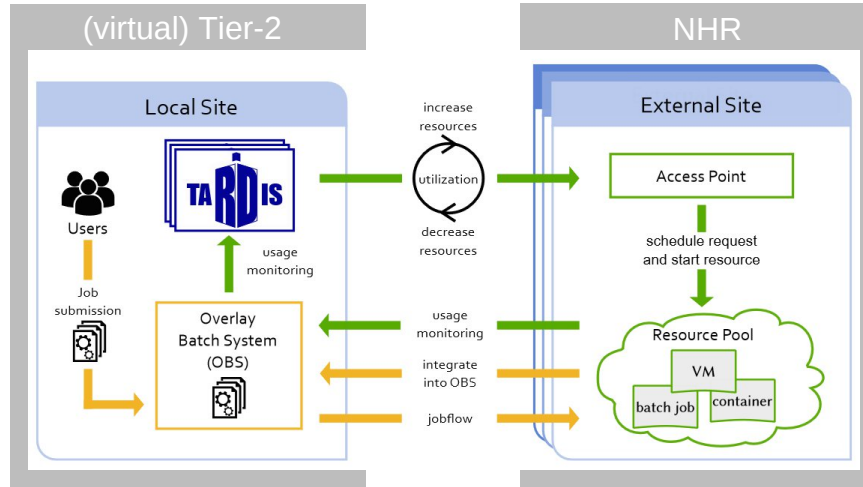 (virtual) Tier-2
NHR
Local Site
External Site
TARDIS
Users
Job
submission
usage
monitoring
Overlay
Batch System
(OBS)
increase
resources
utilization
decrease
resources
usage
monitoring
integrate
into OBS
jobflow
Access Point
schedule request
and start resource
Resource Pool
VM
batch job
container